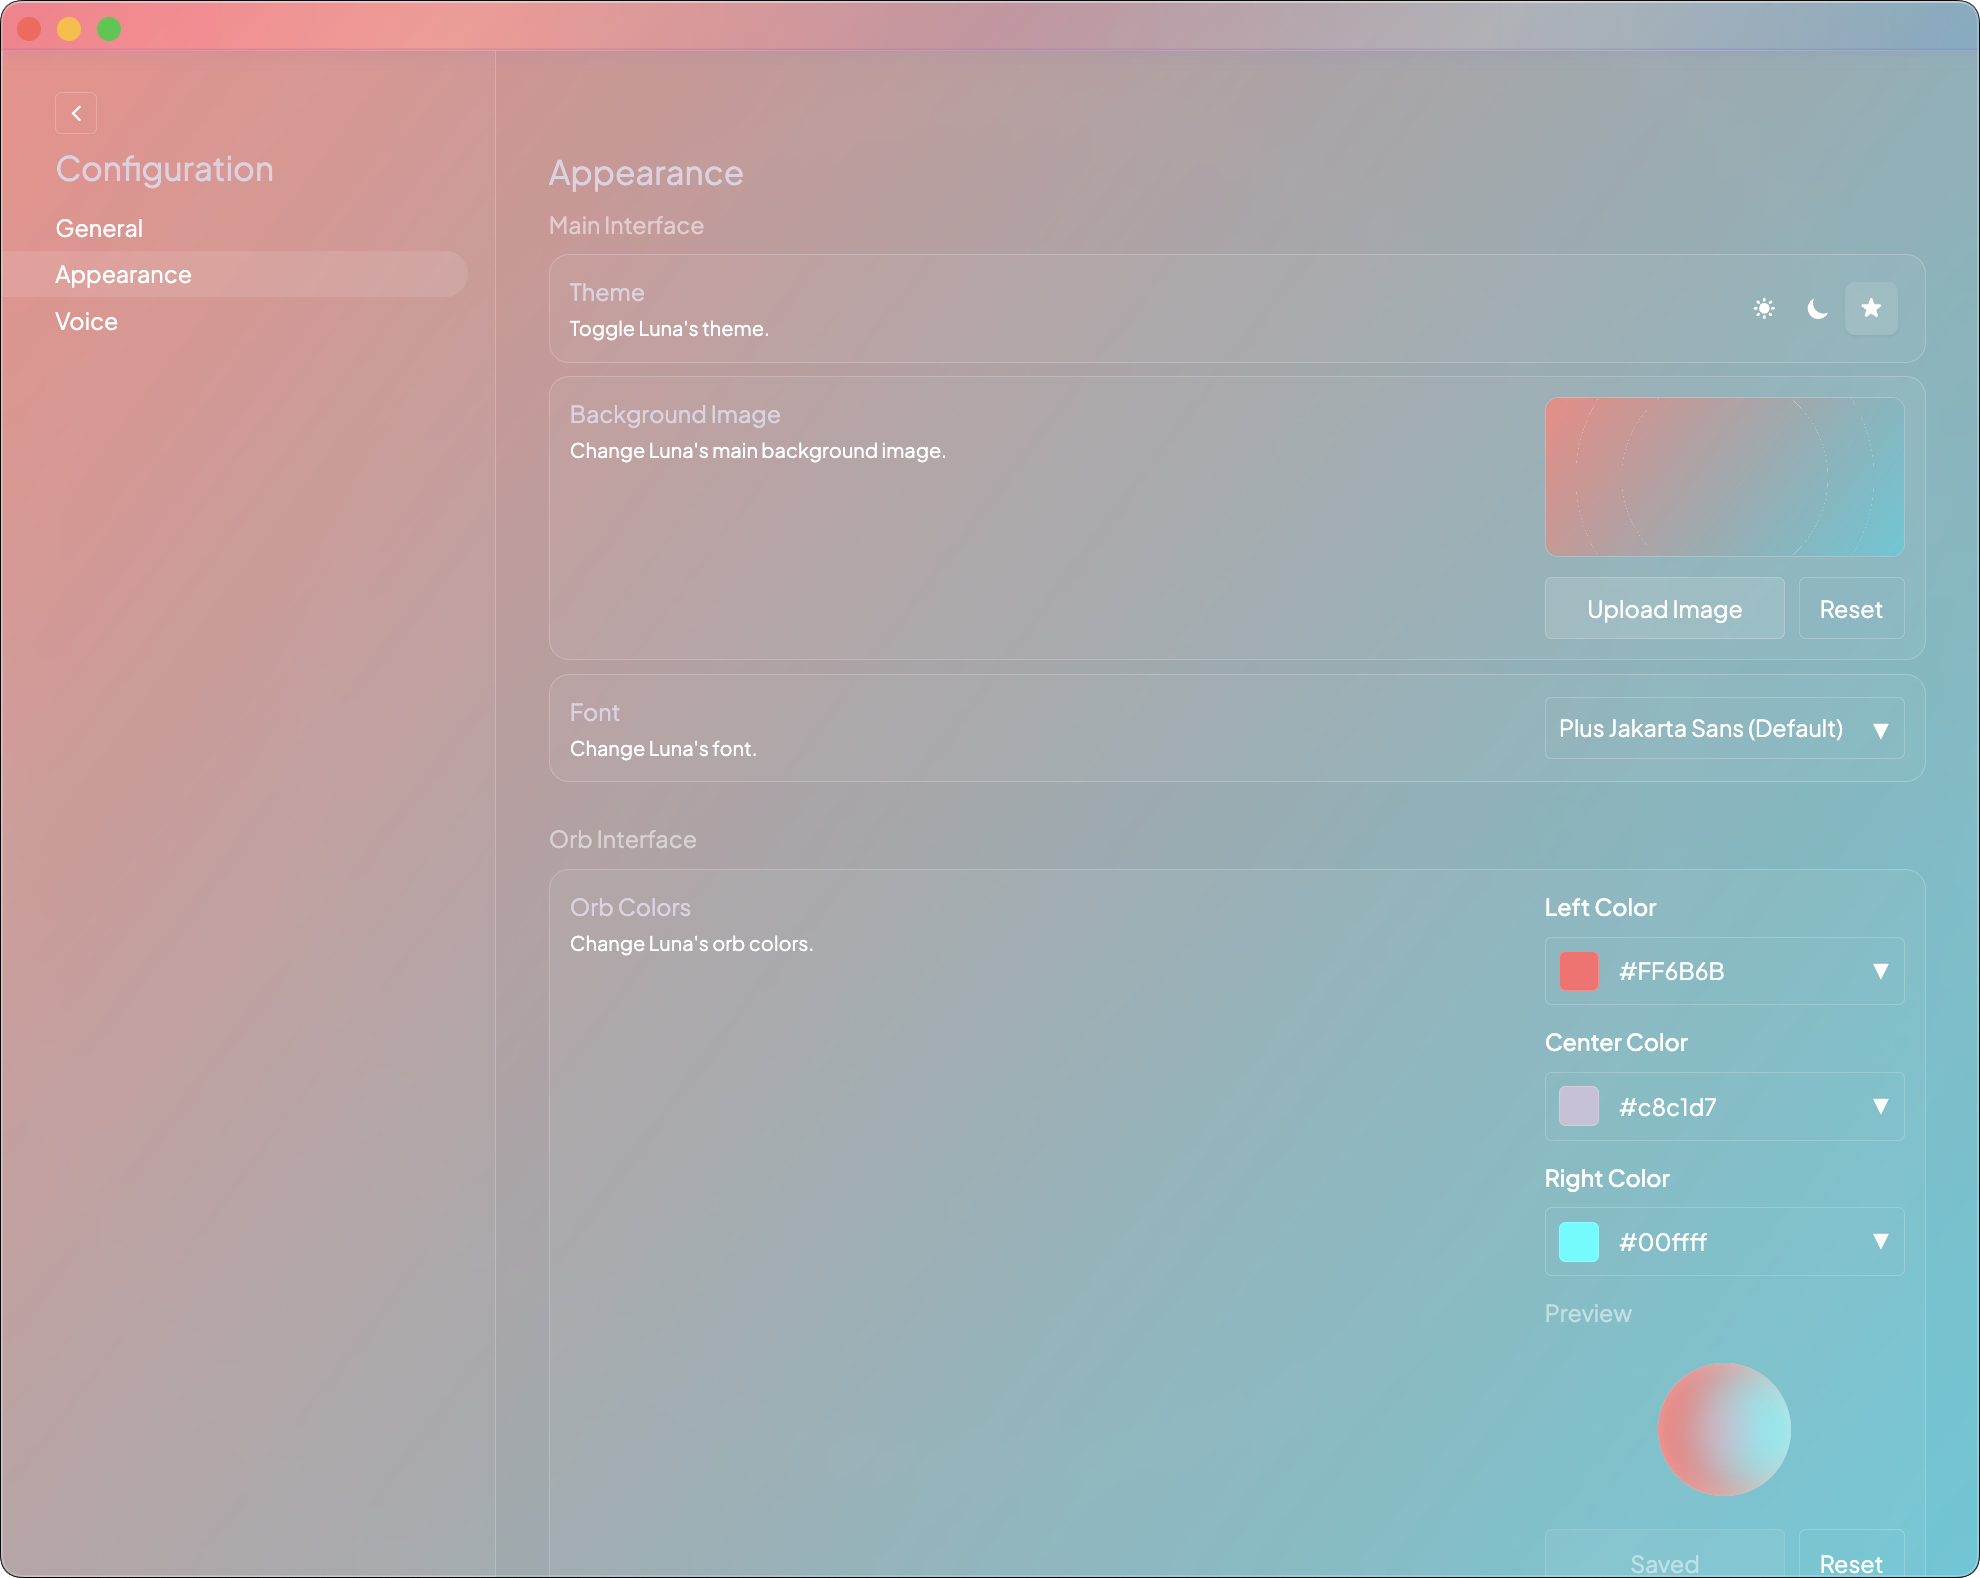 Configuration
General
Appearance
Voice
Appearance
Main Interface
Theme
Toggle Luna's theme.
Background Image
Change Luna's main background image.
Upload Image
Reset
Font
Change Luna's font.
Plus Jakarta Sans (Default)
Orb Interface
Orb Colors
Change Luna's orb colors.
Left Color
#FF6B6B
Center Color
#c8c1d7
Right Color
#00ffff
Preview
Saved
Reset